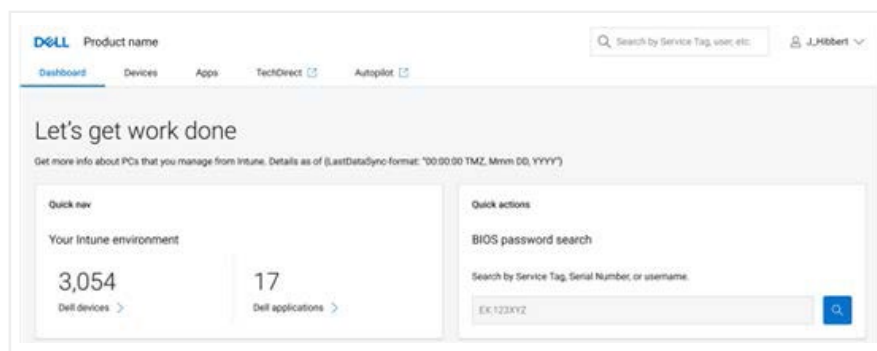 DELL Product name
Search by Service Tag, user, etc.
J_Hibbert
Dashboard Devices Apps TechDirect Autopilot
Let's get work done
Get more info about PCs that you manage from Intune. Details as of (LastDataSync-format: "00:00:00 TMZ, Mmm DD, YYYY")
Quick nav
Your Intune environment
3,054
Dell devices
17
Dell applications
Quick actions
BIOS password search
Search by Service Tag, Serial Number, or username.
EX:123XYZ